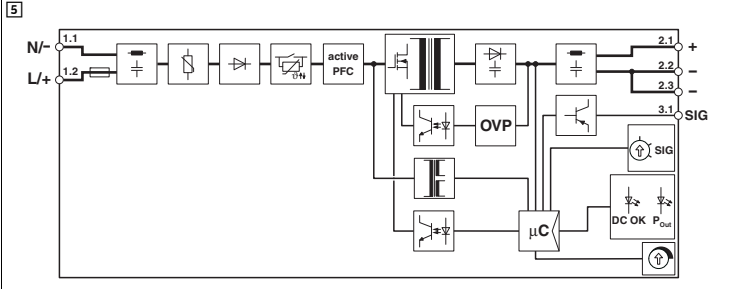 5
1.1
N/−
1.2
L/+
active
PFC
2.1
+
2.2
−
2.3
−
3.1
SIG
OVP
SIG
µC
DC OK POut
ϑ